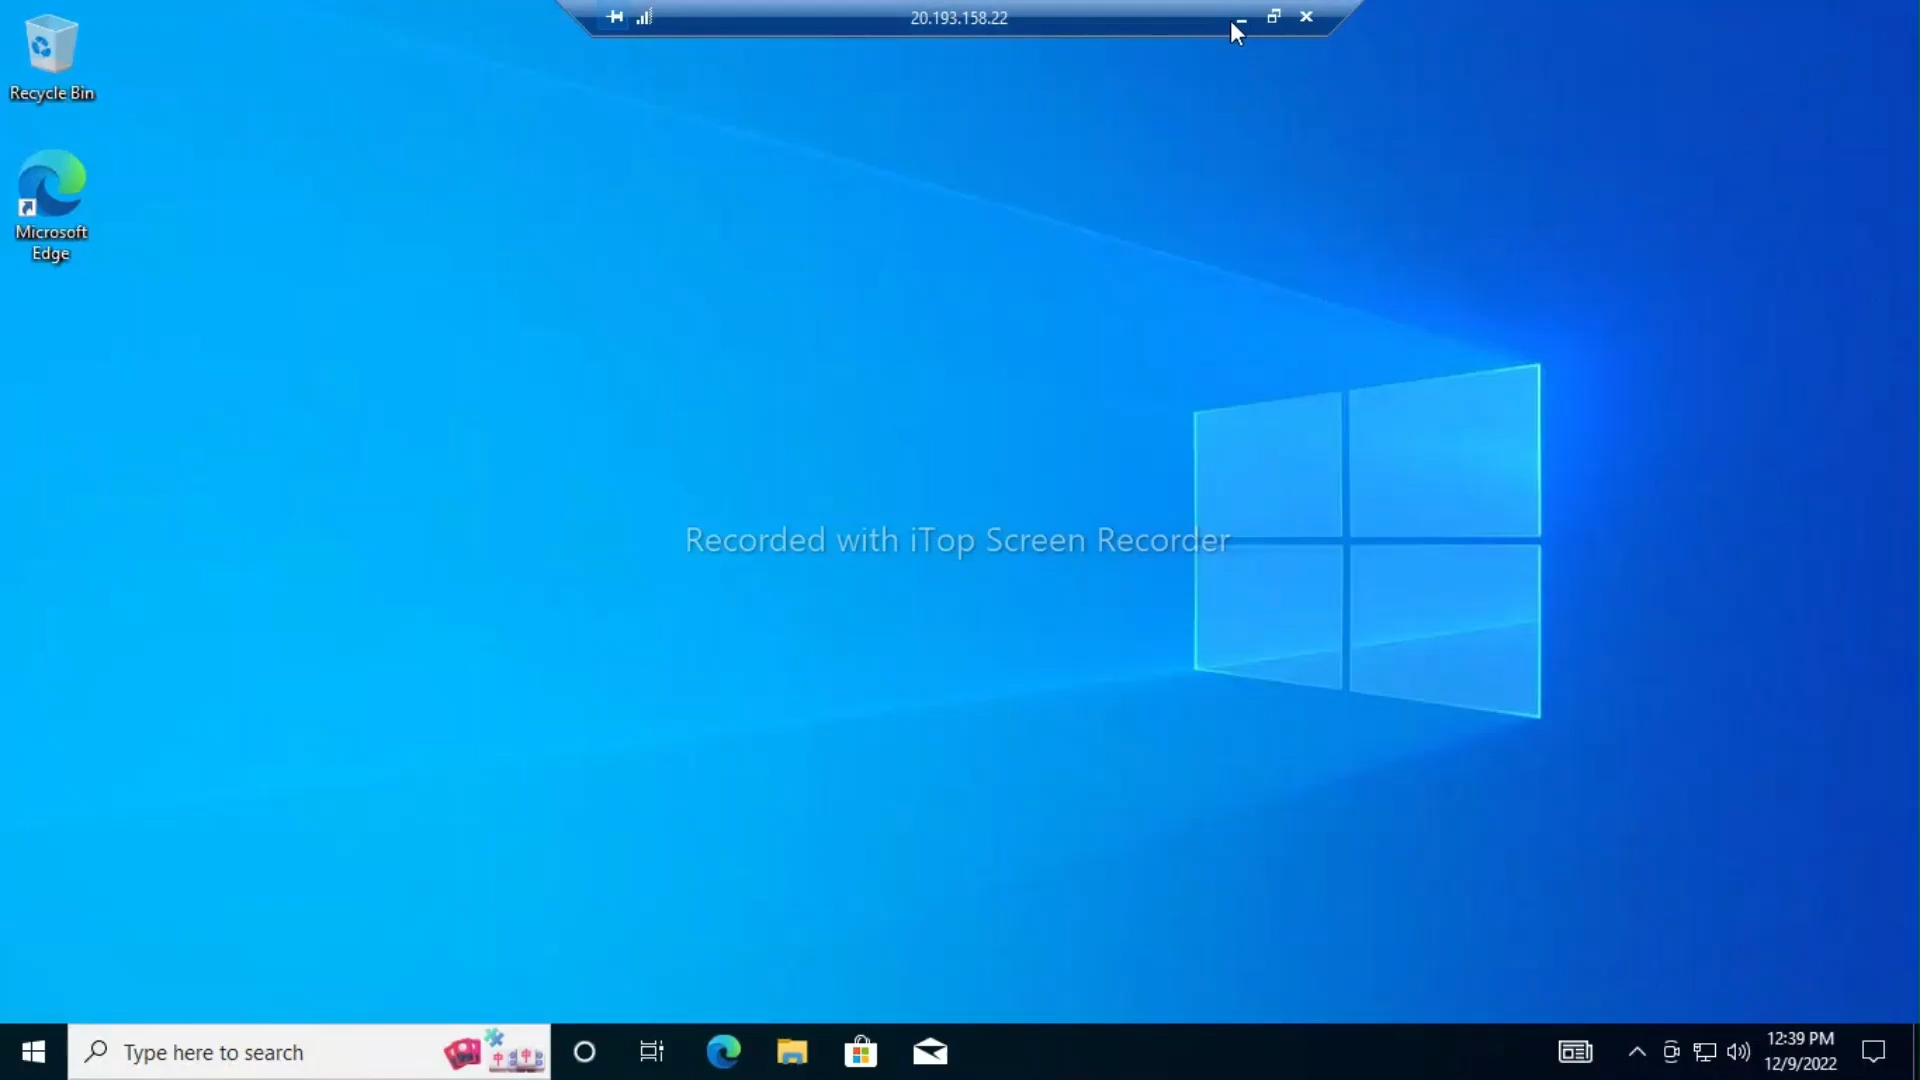 20.193.158.22
Recycle Bin
Microsoft
Edge
Recorded with iTop Screen Recorder
Type here to search
12:39 PM
12/9/2022